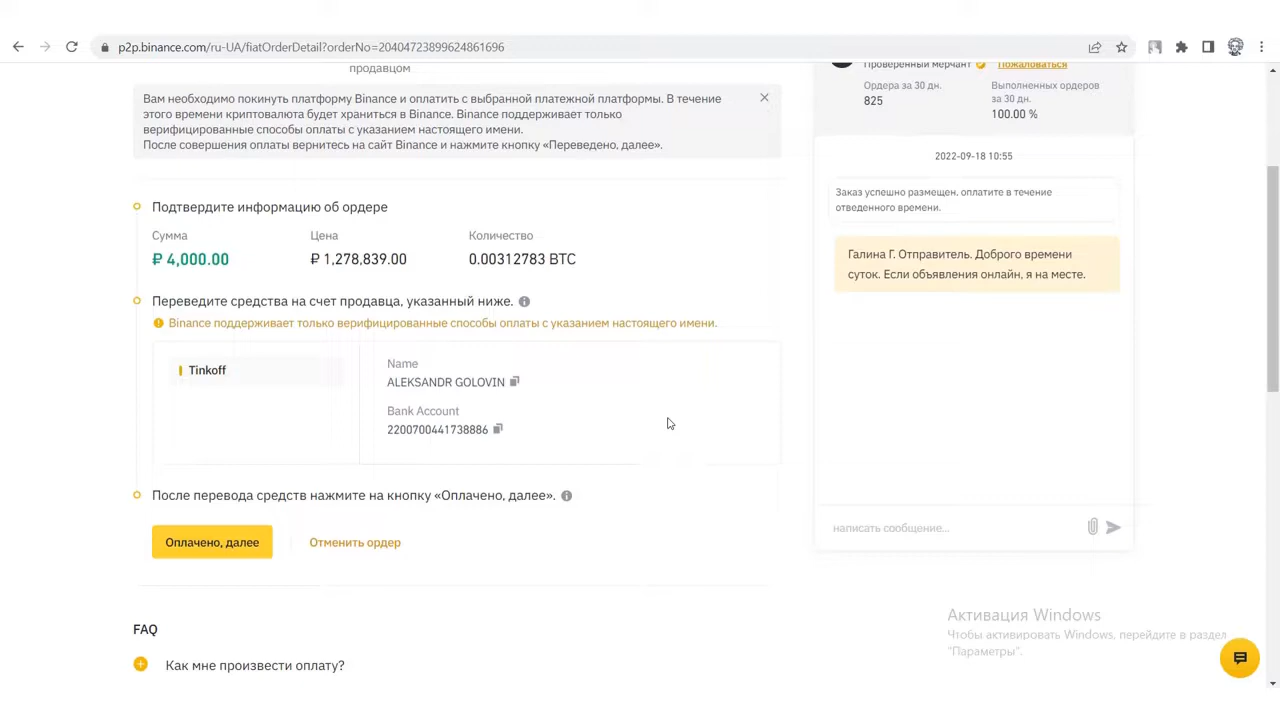 p2p.binance.com/ru-UA/fiatOrderDetail?orderNo=20404723899624861696
продавцом
Вам необходимо покинуть платформу Binance и оплатить с выбранной платежной платформы. В течение
этого времени криптовалюта будет храниться в Binance. Binance поддерживает только
верифицированные способы оплаты с указанием настоящего имени.
После совершения оплаты вернитесь на сайт Binance и нажмите кнопку «Переведено, далее».
Подтвердите информацию об ордере
Сумма Цена Количество
₽ 4,000.00 ₽ 1,278,839.00 0.00312783 BTC
Переведите средства на счет продавца, указанный ниже.
Binance поддерживает только верифицированные способы оплаты с указанием настоящего имени.
Tinkoff
Name
ALEKSANDR GOLOVIN
Bank Account
2200700441738886
После перевода средств нажмите на кнопку «Оплачено, далее».
Оплачено, далее Отменить ордер
FAQ
Как мне произвести оплату?
Проверенный мерчант Пожаловаться
Ордера за 30 дн.
825
Выполненных ордеров
за 30 дн.
100.00 %
2022-09-18 10:55
Заказ успешно размещен, оплатите в течение
отведенного времени.
Галина Г. Отправитель. Доброго времени
суток. Если объявления онлайн, я на месте.
написать сообщение...
Активация Windows
Чтобы активировать Windows, перейдите в раздел
"Параметры".